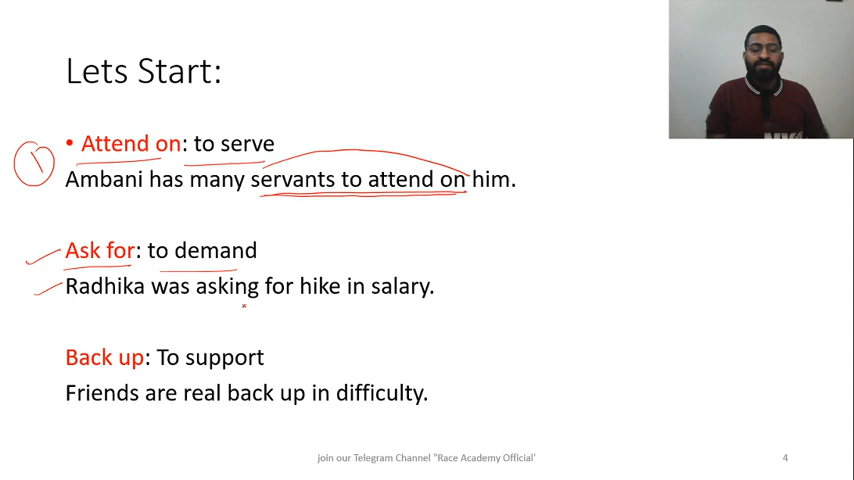 Lets Start:
• Attend on: to serve
Ambani has many servants to attend on him.
Ask for: to demand
Radhika was asking for hike in salary.
Back up: To support
Friends are real back up in difficulty.
join our Telegram Channel "Race Academy Official'
4